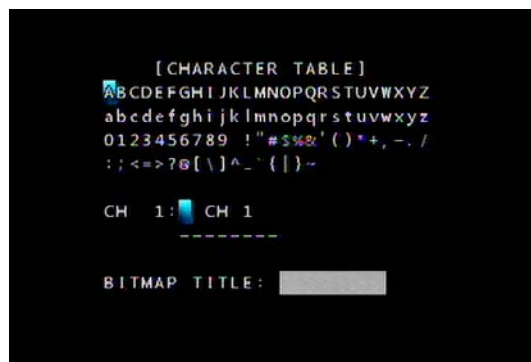 [CHARACTER TABLE]
ABCDEFGHIJKLMNOPQRSTUVWXYZ
abcdefghijklmnopqrstuvwxyz
0123456789 !"#$%&'()*+,-./
:;<=>?@[\]^_`{|}~
CH 1: CH 1
--------
BITMAP TITLE: